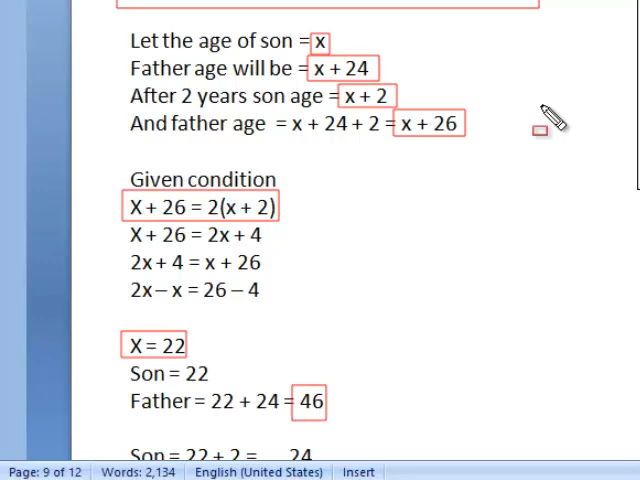 Let the age of son = x
Father age will be = x + 24
After 2 years son age = x + 2
And father age = x + 24 + 2 = x + 26
Given condition
X + 26 = 2(x + 2)
X + 26 = 2x + 4
2x + 4 = x + 26
2x – x = 26 – 4
X = 22
Son = 22
Father = 22 + 24 = 46
Son = 22 + 2 = 24
Page: 9 of 12 Words: 2,134 English (United States) Insert